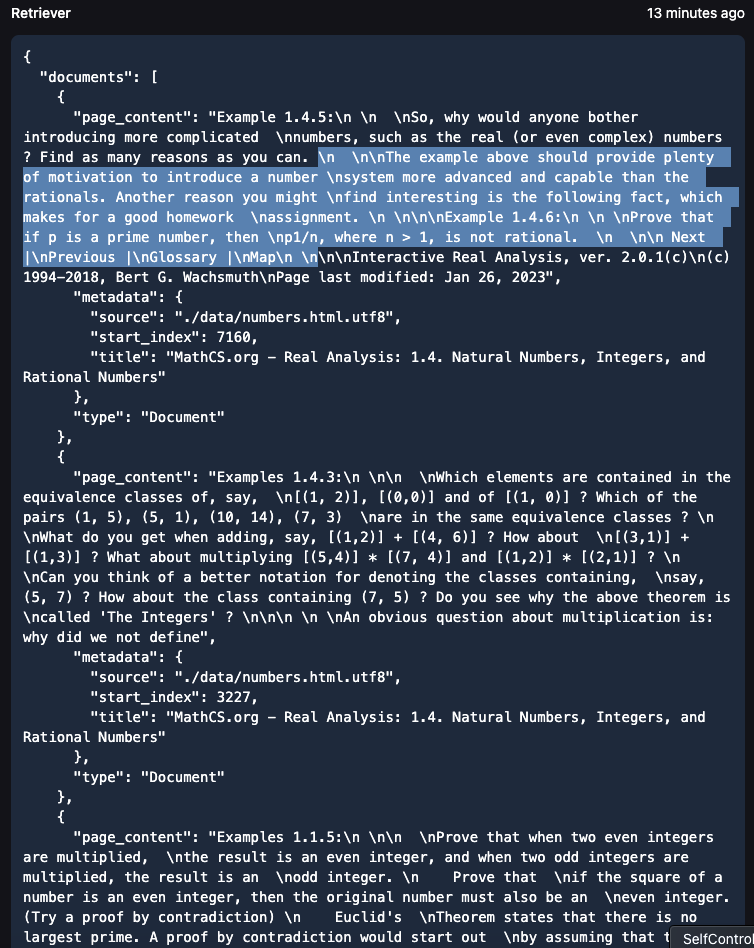 Retriever
13 minutes ago
{
"documents": [
{
"page_content": "Example 1.4.5:\n \n  \nSo, why would anyone bother
introducing more complicated  \nnumbers, such as the real (or even complex) numbers
? Find as many reasons as you can. \n  \n\nThe example above should provide plenty
of motivation to introduce a number \nsystem more advanced and capable than the
rationals. Another reason you might \nfind interesting is the following fact, which
makes for a good homework  \nassignment. \n \n\n\nExample 1.4.6:\n \n \nProve that
if p is a prime number, then \np1/n, where n > 1, is not rational.  \n  \n\n Next
|\nPrevious |\nGlossary |\nMap\n \n\n\nInteractive Real Analysis, ver. 2.0.1(c)\n(c)
1994-2018, Bert G. Wachsmuth\nPage last modified: Jan 26, 2023",
"metadata": {
"source": "./data/numbers.html.utf8",
"start_index": 7160,
"title": "MathCS.org - Real Analysis: 1.4. Natural Numbers, Integers, and
Rational Numbers"
},
"type": "Document"
},
{
"page_content": "Examples 1.4.3:\n \n\n  \nWhich elements are contained in the
equivalence classes of, say,  \n[(1, 2)], [(0,0)] and of [(1, 0)] ? Which of the
pairs (1, 5), (5, 1), (10, 14), (7, 3)  \nare in the same equivalence classes ? \n
\nWhat do you get when adding, say, [(1,2)] + [(4, 6)] ? How about  \n[(3,1)] +
[(1,3)] ? What about multiplying [(5,4)] * [(7, 4)] and [(1,2)] * [(2,1)] ? \n
\nCan you think of a better notation for denoting the classes containing,  \nsay,
(5, 7) ? How about the class containing (7, 5) ? Do you see why the above theorem is
\ncalled 'The Integers' ? \n\n\n \n \nAn obvious question about multiplication is:
why did we not define",
"metadata": {
"source": "./data/numbers.html.utf8",
"start_index": 3227,
"title": "MathCS.org - Real Analysis: 1.4. Natural Numbers, Integers, and
Rational Numbers"
},
"type": "Document"
},
{
"page_content": "Examples 1.1.5:\n \n\n  \nProve that when two even integers
are multiplied,  \nthe result is an even integer, and when two odd integers are
multiplied, the result is an  \nodd integer. \n    Prove that  \nif the square of a
number is an even integer, then the original number must also be an  \neven integer.
(Try a proof by contradiction) \n    Euclid's  \nTheorem states that there is no
largest prime. A proof by contradiction would start out  \nby assuming that
SelfControl